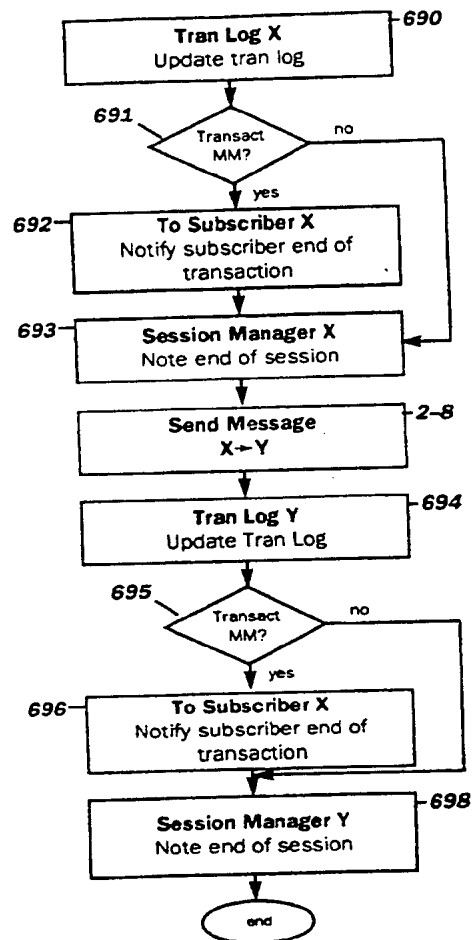 Tran Log X
Update tran log
690
691
Transact
MM?
no
yes
692
To Subscriber X
Notify subscriber end of
transaction
693
Session Manager X
Note end of session
Send Message
X→Y
2-8
Tran Log Y
Update Tran Log
694
695
Transact
MM?
no
yes
696
To Subscriber X
Notify subscriber end of
transaction
Session Manager Y
Note end of session
698
end